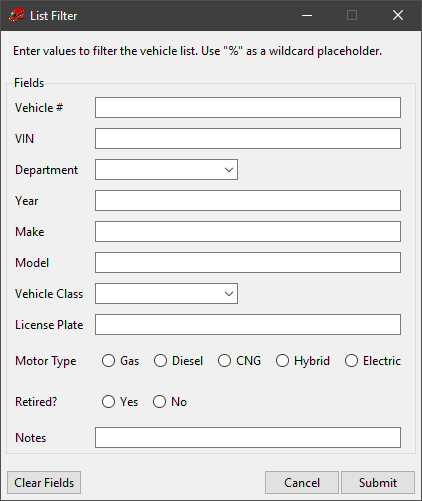 List Filter
Enter values to filter the vehicle list. Use "%" as a wildcard placeholder.
Fields
Vehicle #
VIN
Department
Year
Make
Model
Vehicle Class
License Plate
Motor Type Gas Diesel CNG Hybrid Electric
Retired? Yes No
Notes
Clear Fields Cancel Submit